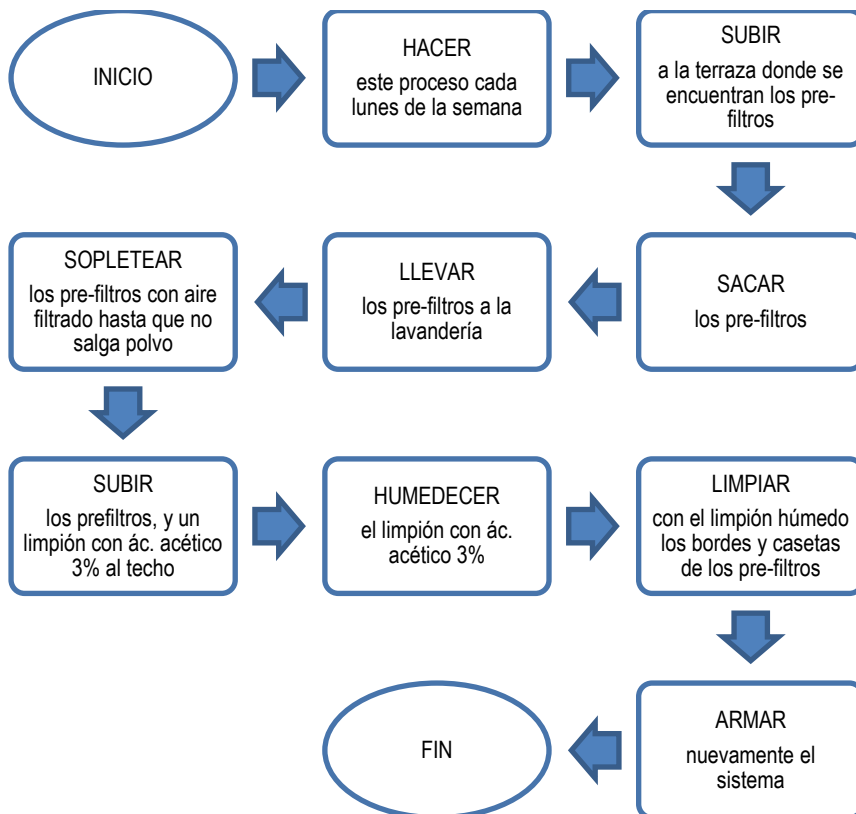 INICIO
HACER
este proceso cada
lunes de la semana
SUBIR
a la terraza donde se
encuentran los pre-
filtros
SACAR
los pre-filtros
LLEVAR
los pre-filtros a la
lavandería
SOPLETEAR
los pre-filtros con aire
filtrado hasta que no
salga polvo
SUBIR
los prefiltros, y un
limpión con ác. acético
3% al techo
HUMEDECER
el limpión con ác.
acético 3%
LIMPIAR
con el limpión húmedo
los bordes y casetas
de los pre-filtros
ARMAR
nuevamente el
sistema
FIN